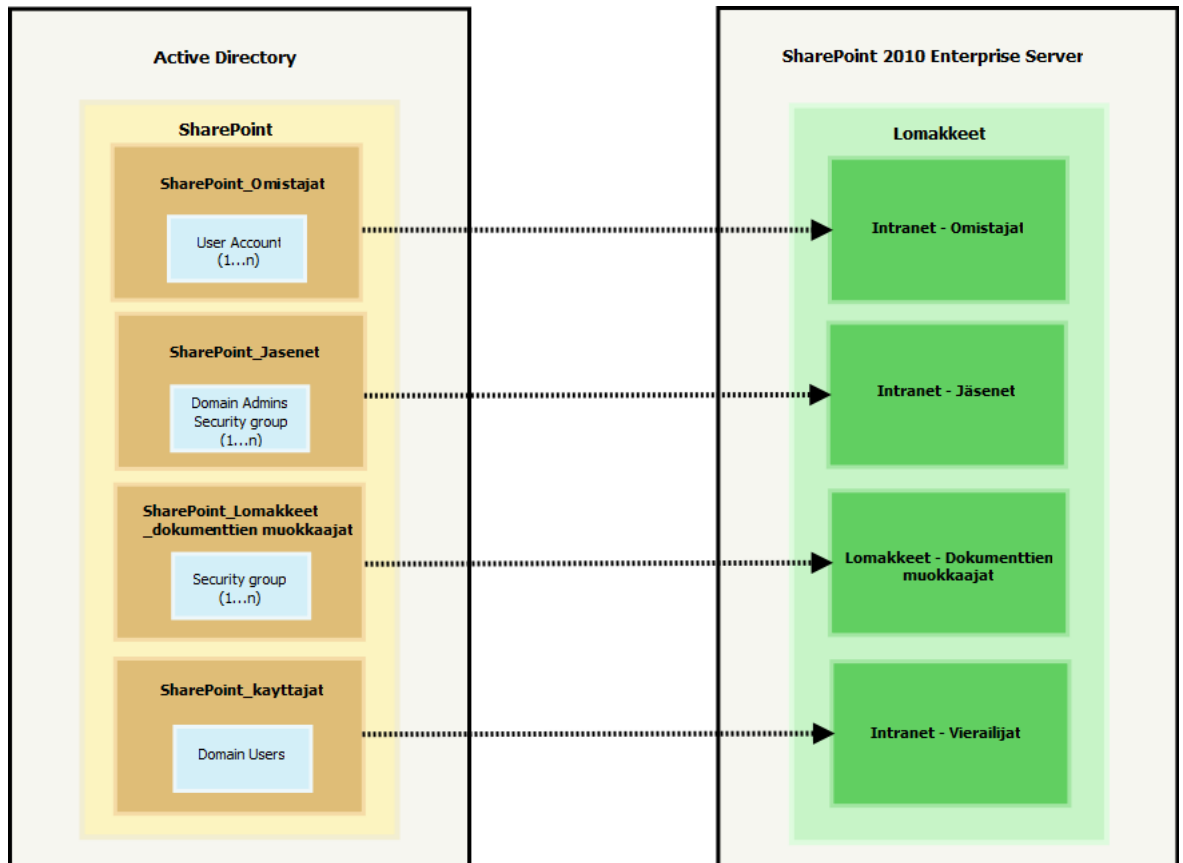 Active Directory
SharePoint
SharePoint_Omistajat
User Account
(1...n)
SharePoint_Jasenet
Domain Admins
Security group
(1...n)
SharePoint_Lomakkeet
_dokumenttien muokkaajat
Security group
(1...n)
SharePoint_kayttajat
Domain Users
SharePoint 2010 Enterprise Server
Lomakkeet
Intranet - Omistajat
Intranet - Jäsenet
Lomakkeet - Dokumenttien
muokkaajat
Intranet - Vierailijat